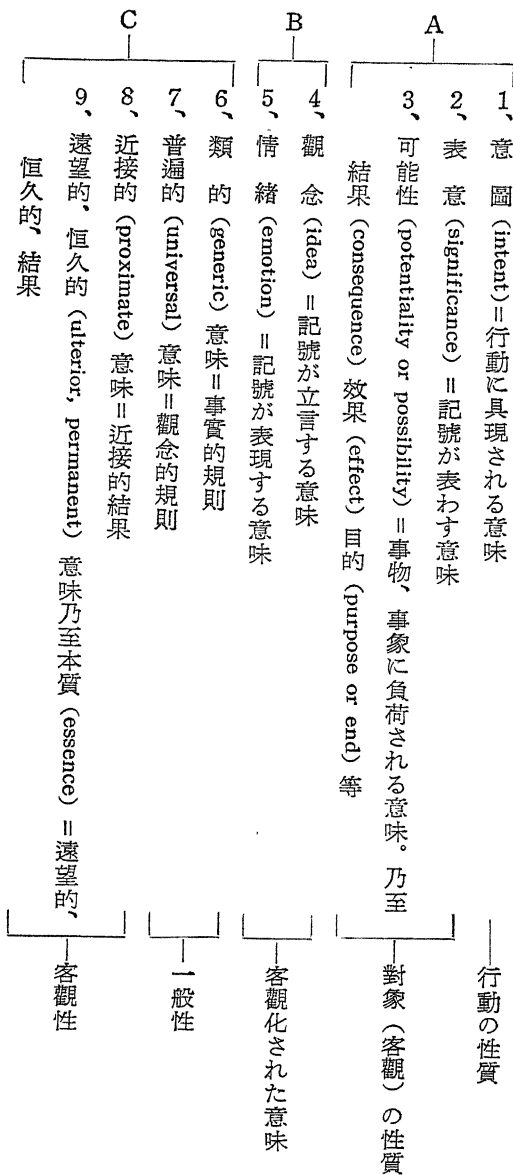 A
1、意圖(intent)=行動に具現される意味
2、表意(significance)=記號が表わす意味
3、可能性(potentiality or possibility)=事物、事象に負荷される意味。乃至
結果(consequence)效果(effect)目的(purpose or end)等
B
4、觀念(idea)=記號が立言する意味
5、情緒(emotion)=記號が表現する意味
C
6、類的(generic)意味=事實的規則
7、普遍的(universal)意味=觀念的規則
8、近接的(proximate)意味=近接的結果
9、遠望的、恒久的(ulterior, permanent)意味乃至本質(essence)=遠望的、
恒久的、結果
行動の性質
對象(客觀)の性質
客觀化された意味
一般性
客觀性